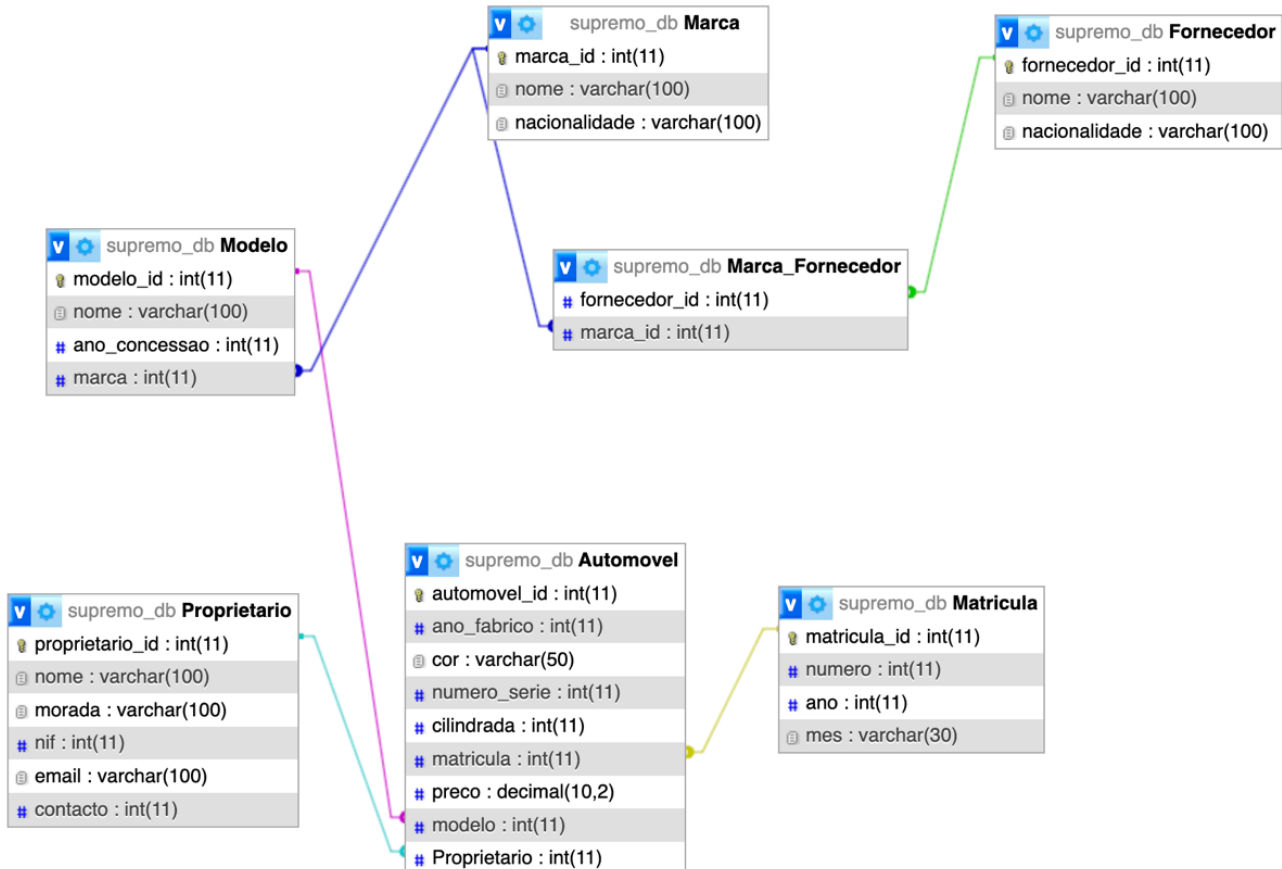 supremo_db Marca
marca_id : int(11)
nome : varchar(100)
nacionalidade : varchar(100)
supremo_db Fornecedor
fornecedor_id : int(11)
nome : varchar(100)
nacionalidade : varchar(100)
supremo_db Modelo
modelo_id : int(11)
nome : varchar(100)
# ano_concessao : int(11)
# marca : int(11)
supremo_db Marca_Fornecedor
# fornecedor_id : int(11)
# marca_id : int(11)
supremo_db Proprietario
proprietario_id : int(11)
nome : varchar(100)
morada : varchar(100)
# nif : int(11)
email : varchar(100)
# contacto : int(11)
supremo_db Automovel
automovel_id : int(11)
# ano_fabrico : int(11)
cor : varchar(50)
# numero_serie : int(11)
# cilindrada : int(11)
# matricula : int(11)
# preco : decimal(10,2)
# modelo : int(11)
# Proprietario : int(11)
supremo_db Matricula
matricula_id : int(11)
# numero : int(11)
# ano : int(11)
mes : varchar(30)